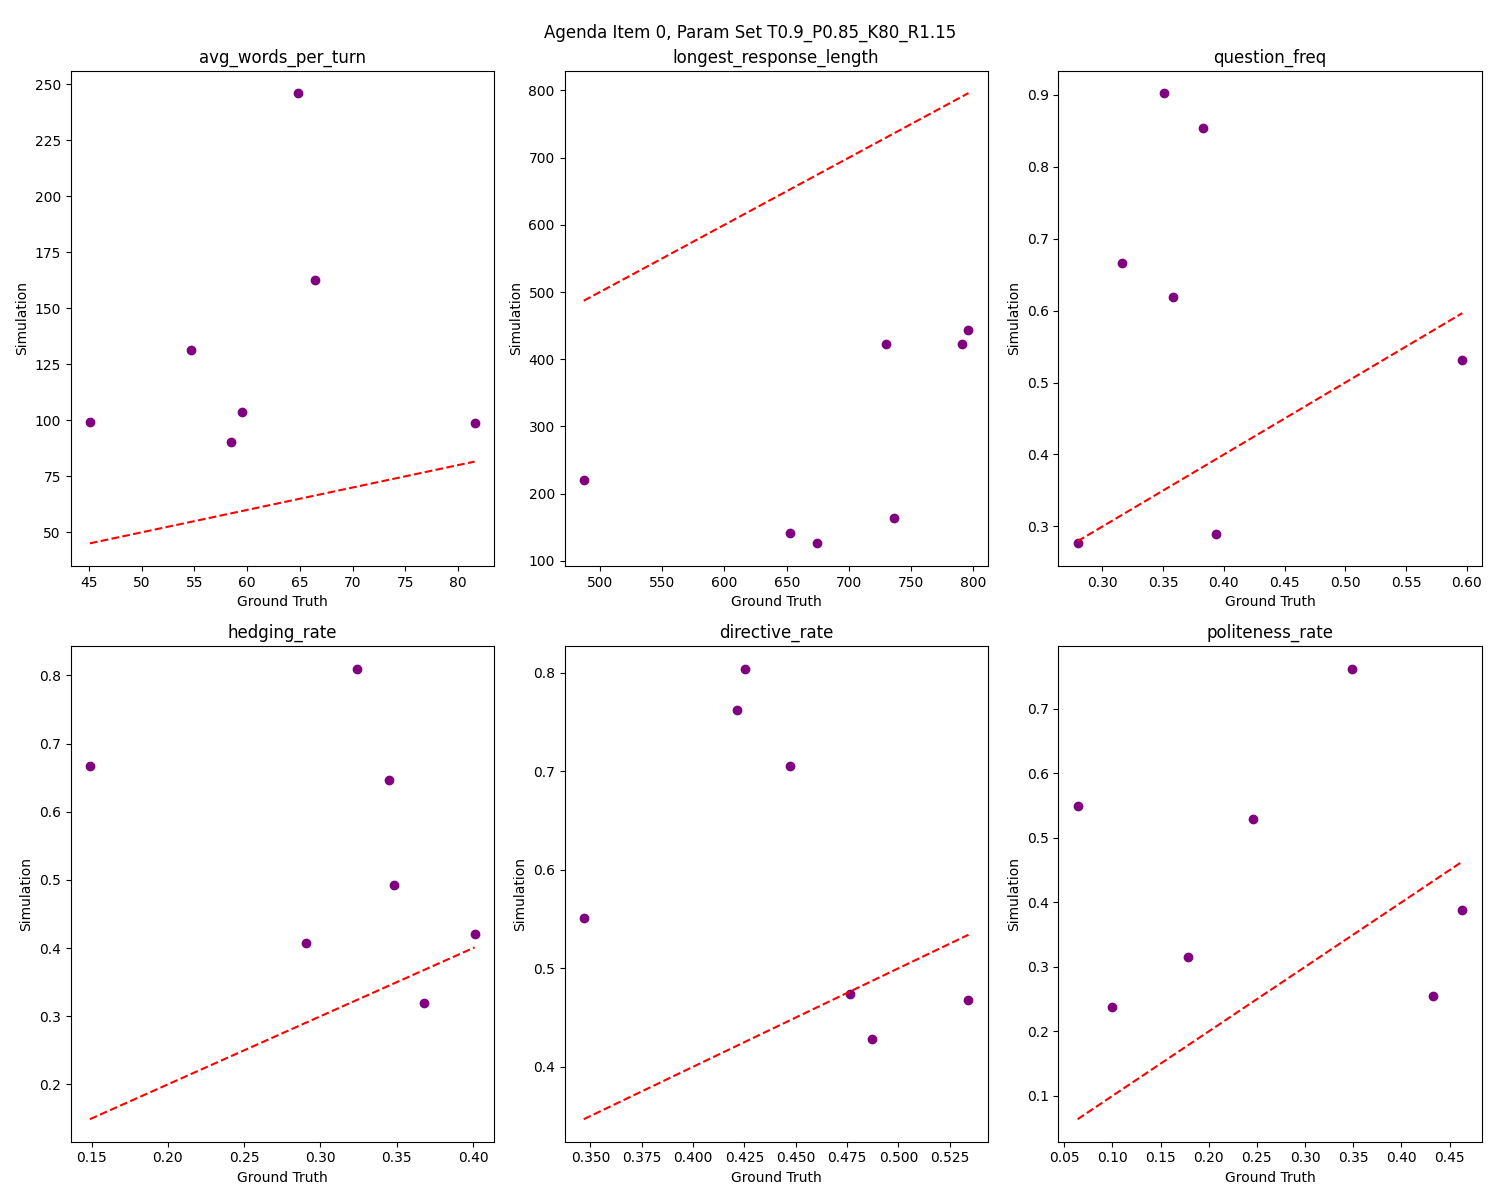 Agenda Item 0, Param Set T0.9_P0.85_K80_R1.15
avg_words_per_turn
250
225
200
175
150
125
100
75
50
Simulation
45 50 55 60 65 70 75 80
Ground Truth
longest_response_length
800
700
600
500
400
300
200
100
Simulation
500 550 600 650 700 750 800
Ground Truth
question_freq
0.9
0.8
0.7
0.6
0.5
0.4
0.3
Simulation
0.30 0.35 0.40 0.45 0.50 0.55 0.60
Ground Truth
hedging_rate
0.8
0.7
0.6
0.5
0.4
0.3
0.2
Simulation
0.15 0.20 0.25 0.30 0.35 0.40
Ground Truth
directive_rate
0.8
0.7
0.6
0.5
0.4
Simulation
0.350 0.375 0.400 0.425 0.450 0.475 0.500 0.525
Ground Truth
politeness_rate
0.7
0.6
0.5
0.4
0.3
0.2
0.1
Simulation
0.05 0.10 0.15 0.20 0.25 0.30 0.35 0.40 0.45
Ground Truth